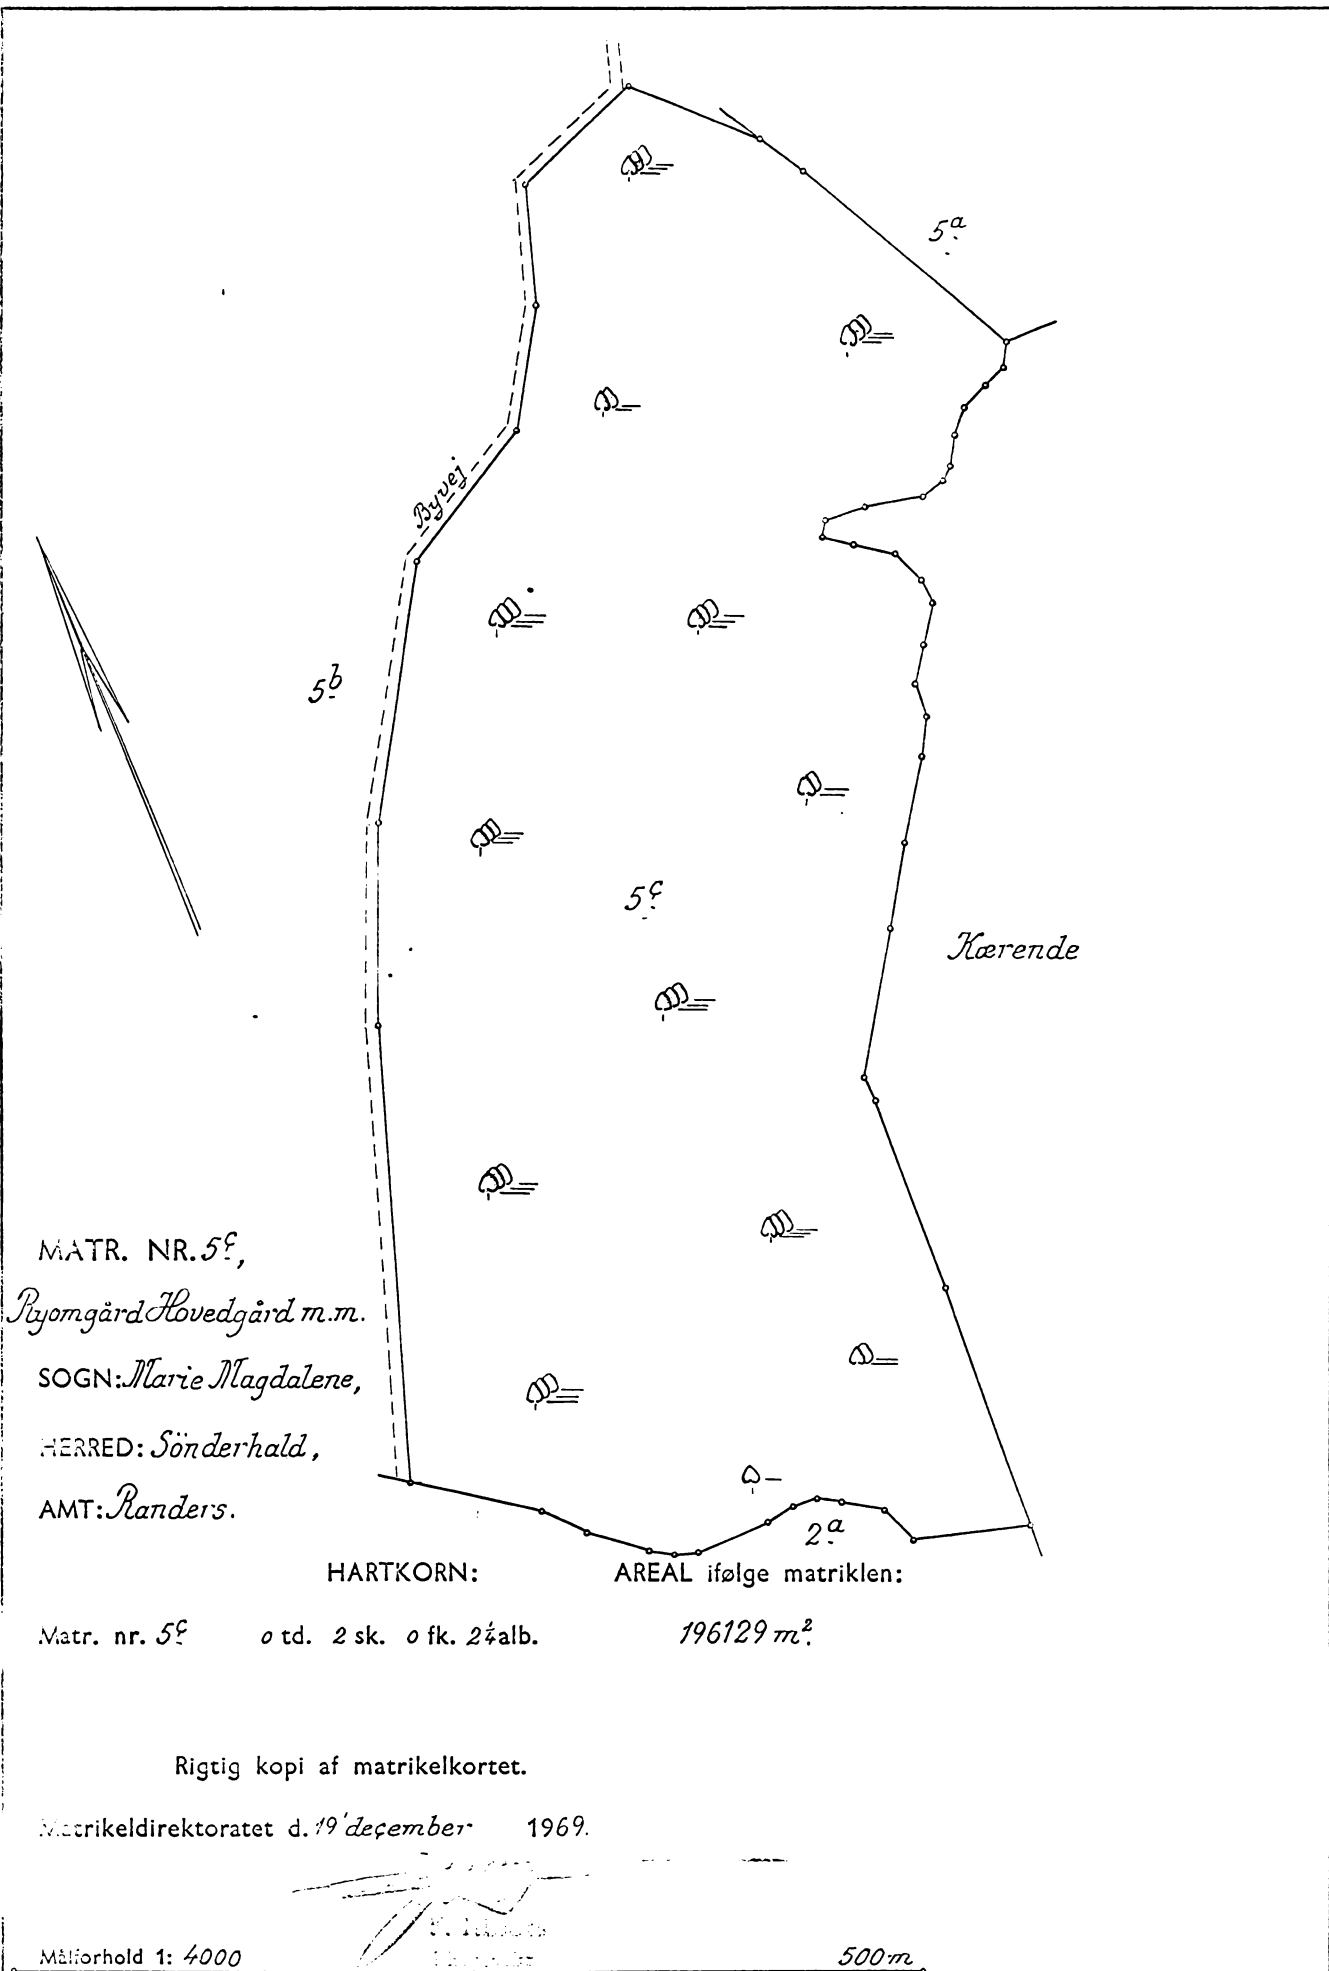 5a
Byvej
5b
5c
Kærende
MATR. NR. 5c,
Ryomgård Hovedgård m.m.
SOGN: Marie Magdalene,
HERRED: Sönderhald,
AMT: Randers.
2a
HARTKORN: AREAL ifølge matriklen:
Matr. nr. 5c 0 td. 2 sk. 0 fk. 2¼ alb. 196129 m².
Rigtig kopi af matrikelkortet.
Matrikeldirektoratet d. 19' december 1969.
Målforhold 1: 4000 500 m